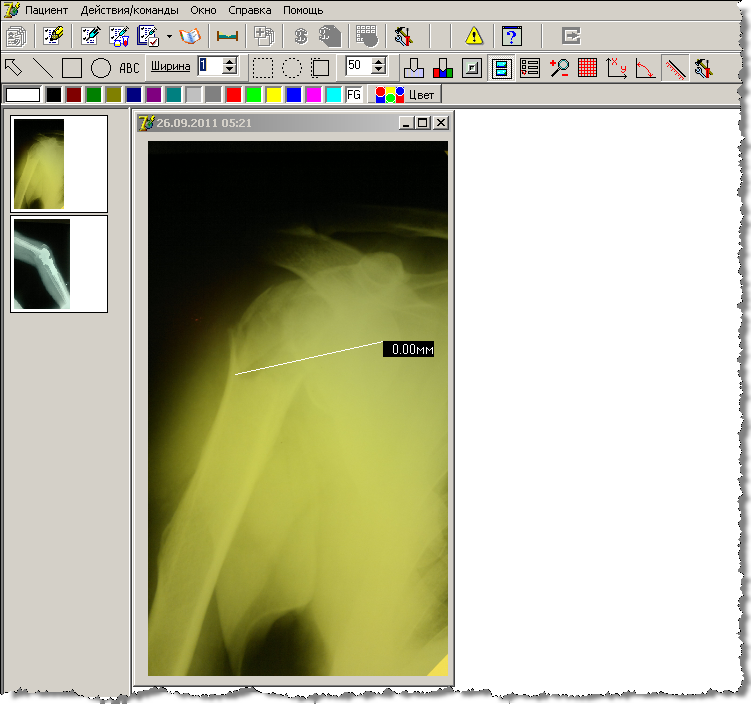 Пациент Действия/команды Окно Справка Помощь
ABC Ширина 1 50
FG Цвет
26.09.2011 05:21
0.00мм